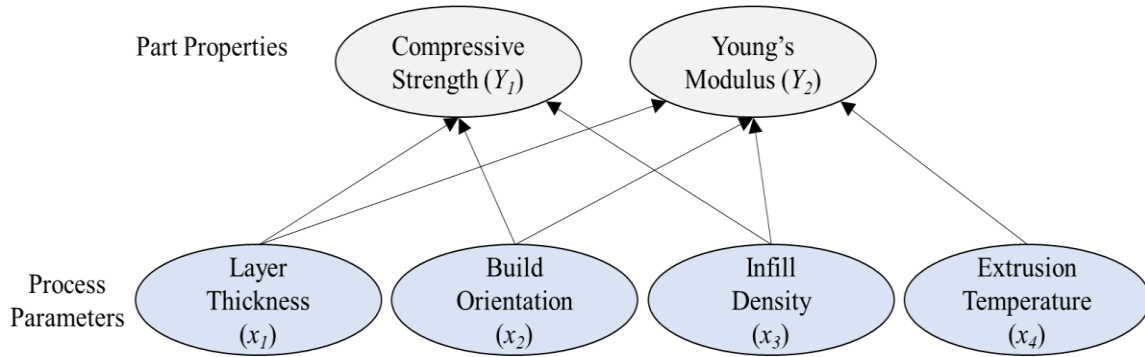 Part Properties
Compressive
Strength (Y1)
Young's
Modulus (Y2)
Process
Parameters
Layer
Thickness
(x1)
Build
Orientation
(x2)
Infill
Density
(x3)
Extrusion
Temperature
(x4)